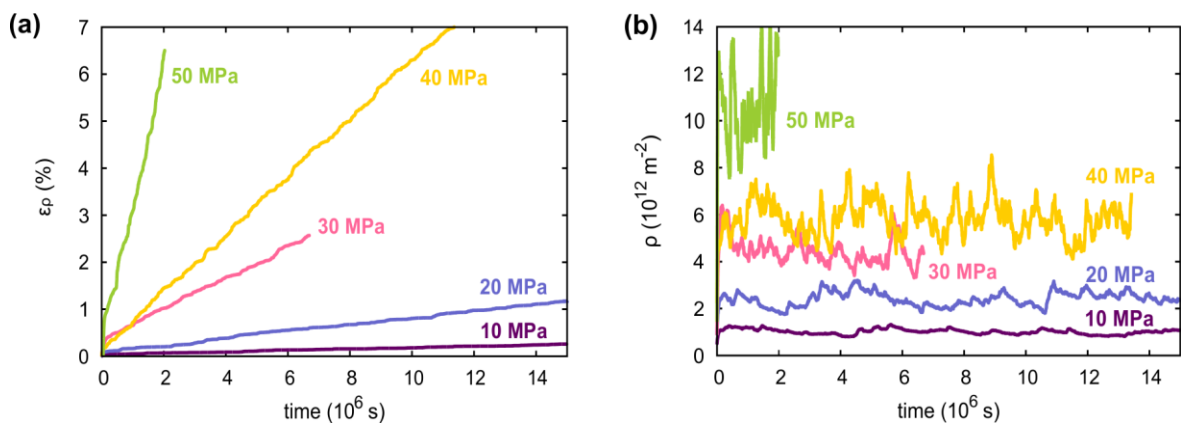 (a)
7
6
5
4
3
2
1
0
ερ (%)
50 MPa
40 MPa
30 MPa
20 MPa
10 MPa
0 2 4 6 8 10 12 14
time (10⁶ s)
(b)
14
12
10
8
6
4
2
0
ρ (10¹² m⁻²)
50 MPa
40 MPa
30 MPa
20 MPa
10 MPa
0 2 4 6 8 10 12 14
time (10⁶ s)